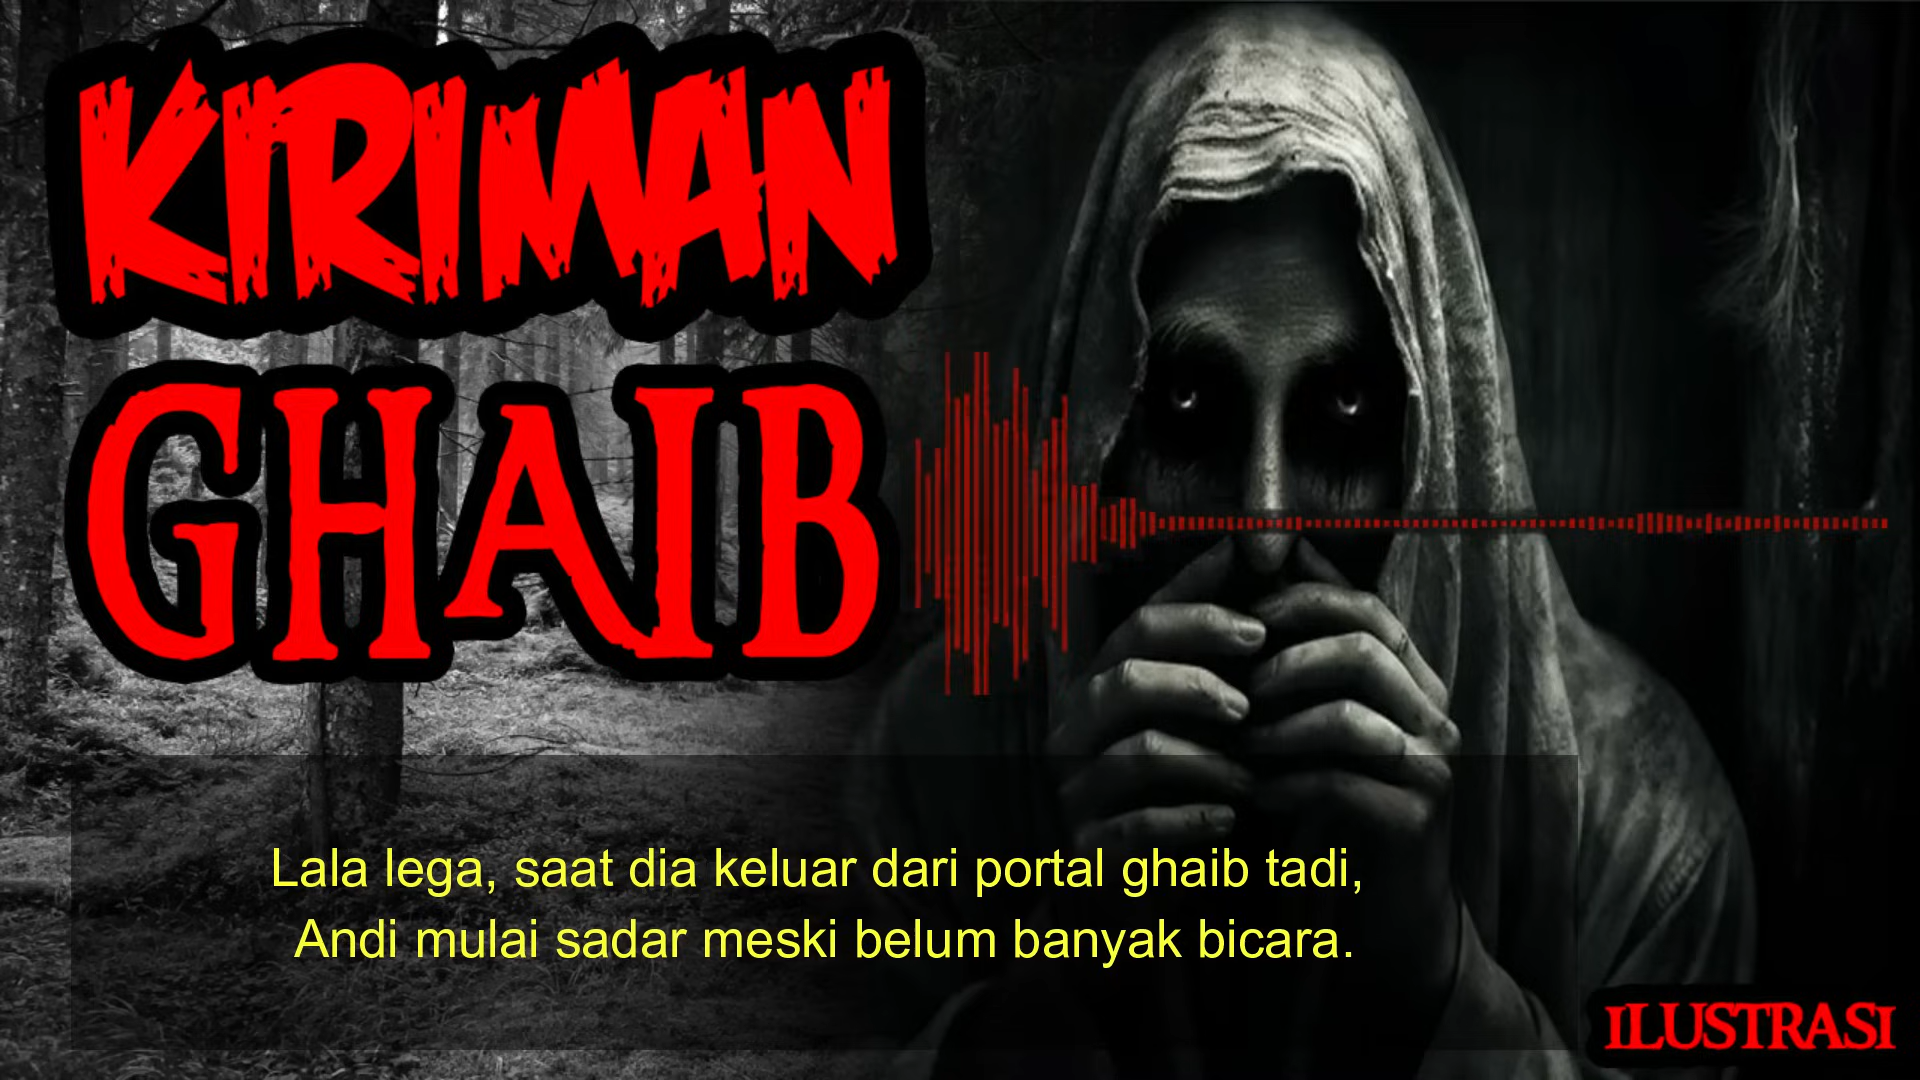 KIRIMAN
GHAIB
Lala lega, saat dia keluar dari portal ghaib tadi,
Andi mulai sadar meski belum banyak bicara.
ILUSTRASI